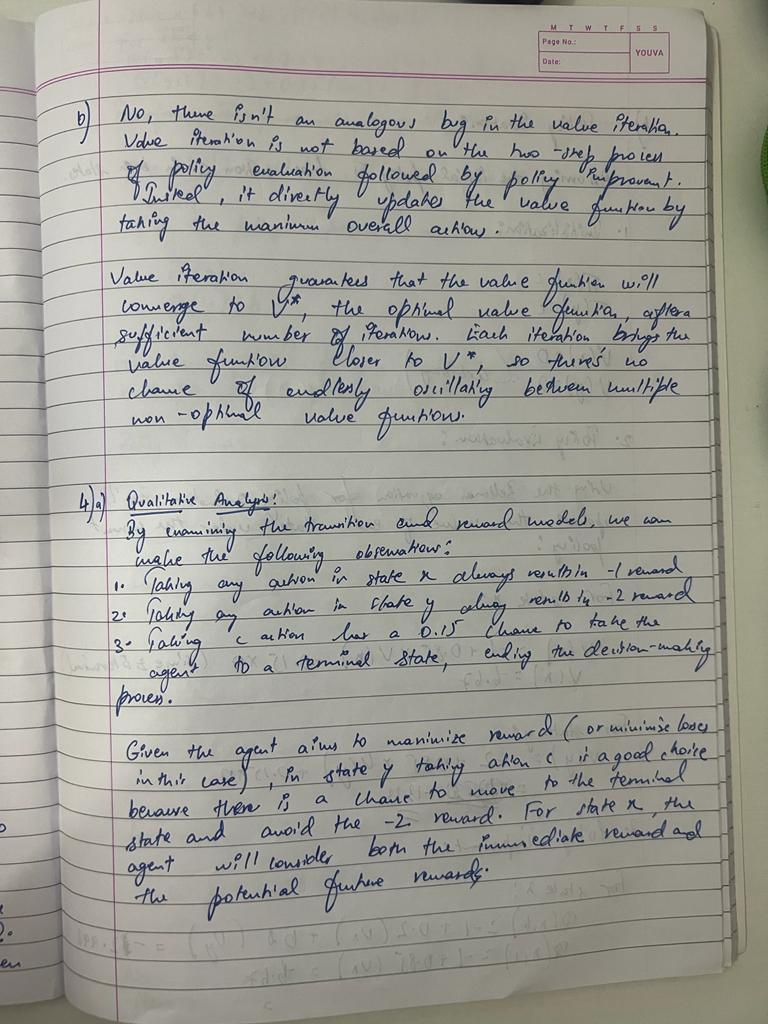 M T W T F S S
Page No.:
Date:
YOUVA
b) No, there isn't an analogous bug in the value iteration.
Value iteration is not based on the two-step process
of policy evaluation followed by policy improvent.
Insted, it directly updates the value function by
taking the maximum overall actions.
Value iteration guarantees that the value function will
converge to V*, the optimal value function, after a
sufficient number of iterations. Each iteration brings the
value function closer to V*, so there's no
chance of endlessly oscillating between multiple
non-optimal value functions.
4)a) Qualitative Analysis:
By examining the transition and reward models, we can
make the following observations:
1. Taking any action in state x always results in -1 reward
2. Taking any action in state y alway results in -2 reward
3. Taking c action has a 0.15 chance to take the
agent to a terminal state, ending the decision-making
process.
Given the agent aims to maximize reward (or minimise losses
in this case), in state y taking action c is a good choice
because there is a chance to move to the terminal
state and avoid the -2 reward. For state x, the
agent will consider both the immediate reward and
the potential future rewards.